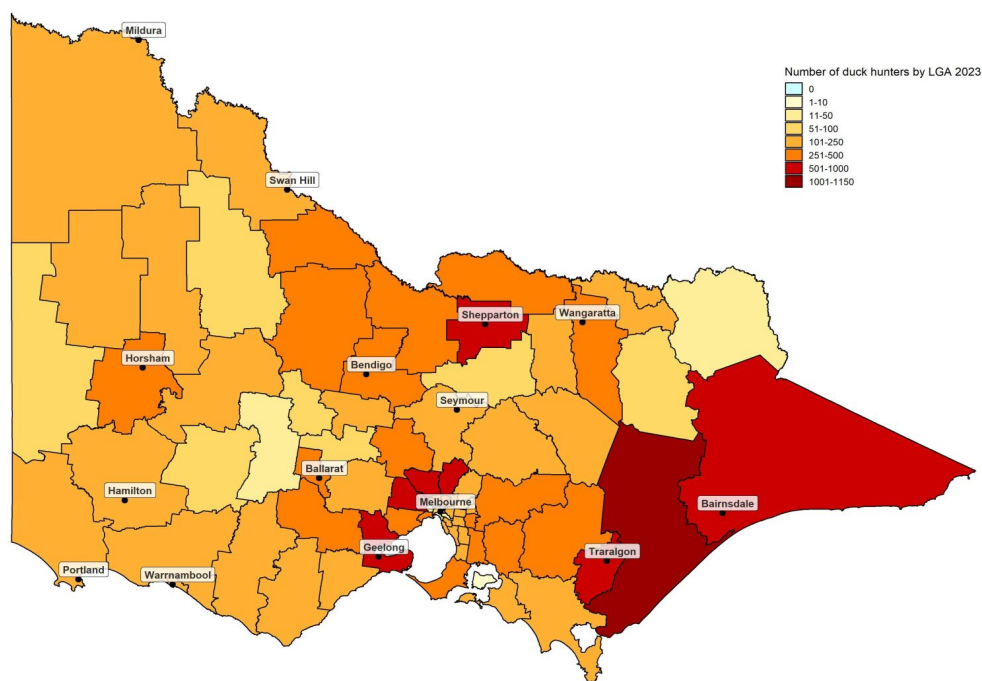 Mildura
Number of duck hunters by LGA 2023
0
1-10
11-50
51-100
101-250
251-500
501-1000
1001-1150
Swan Hill
Shepparton
Wangaratta
Horsham
Bendigo
Seymour
Ballarat
Hamilton
Melbourne
Bairnsdale
Geelong
Traralgon
Portland
Warrnambool